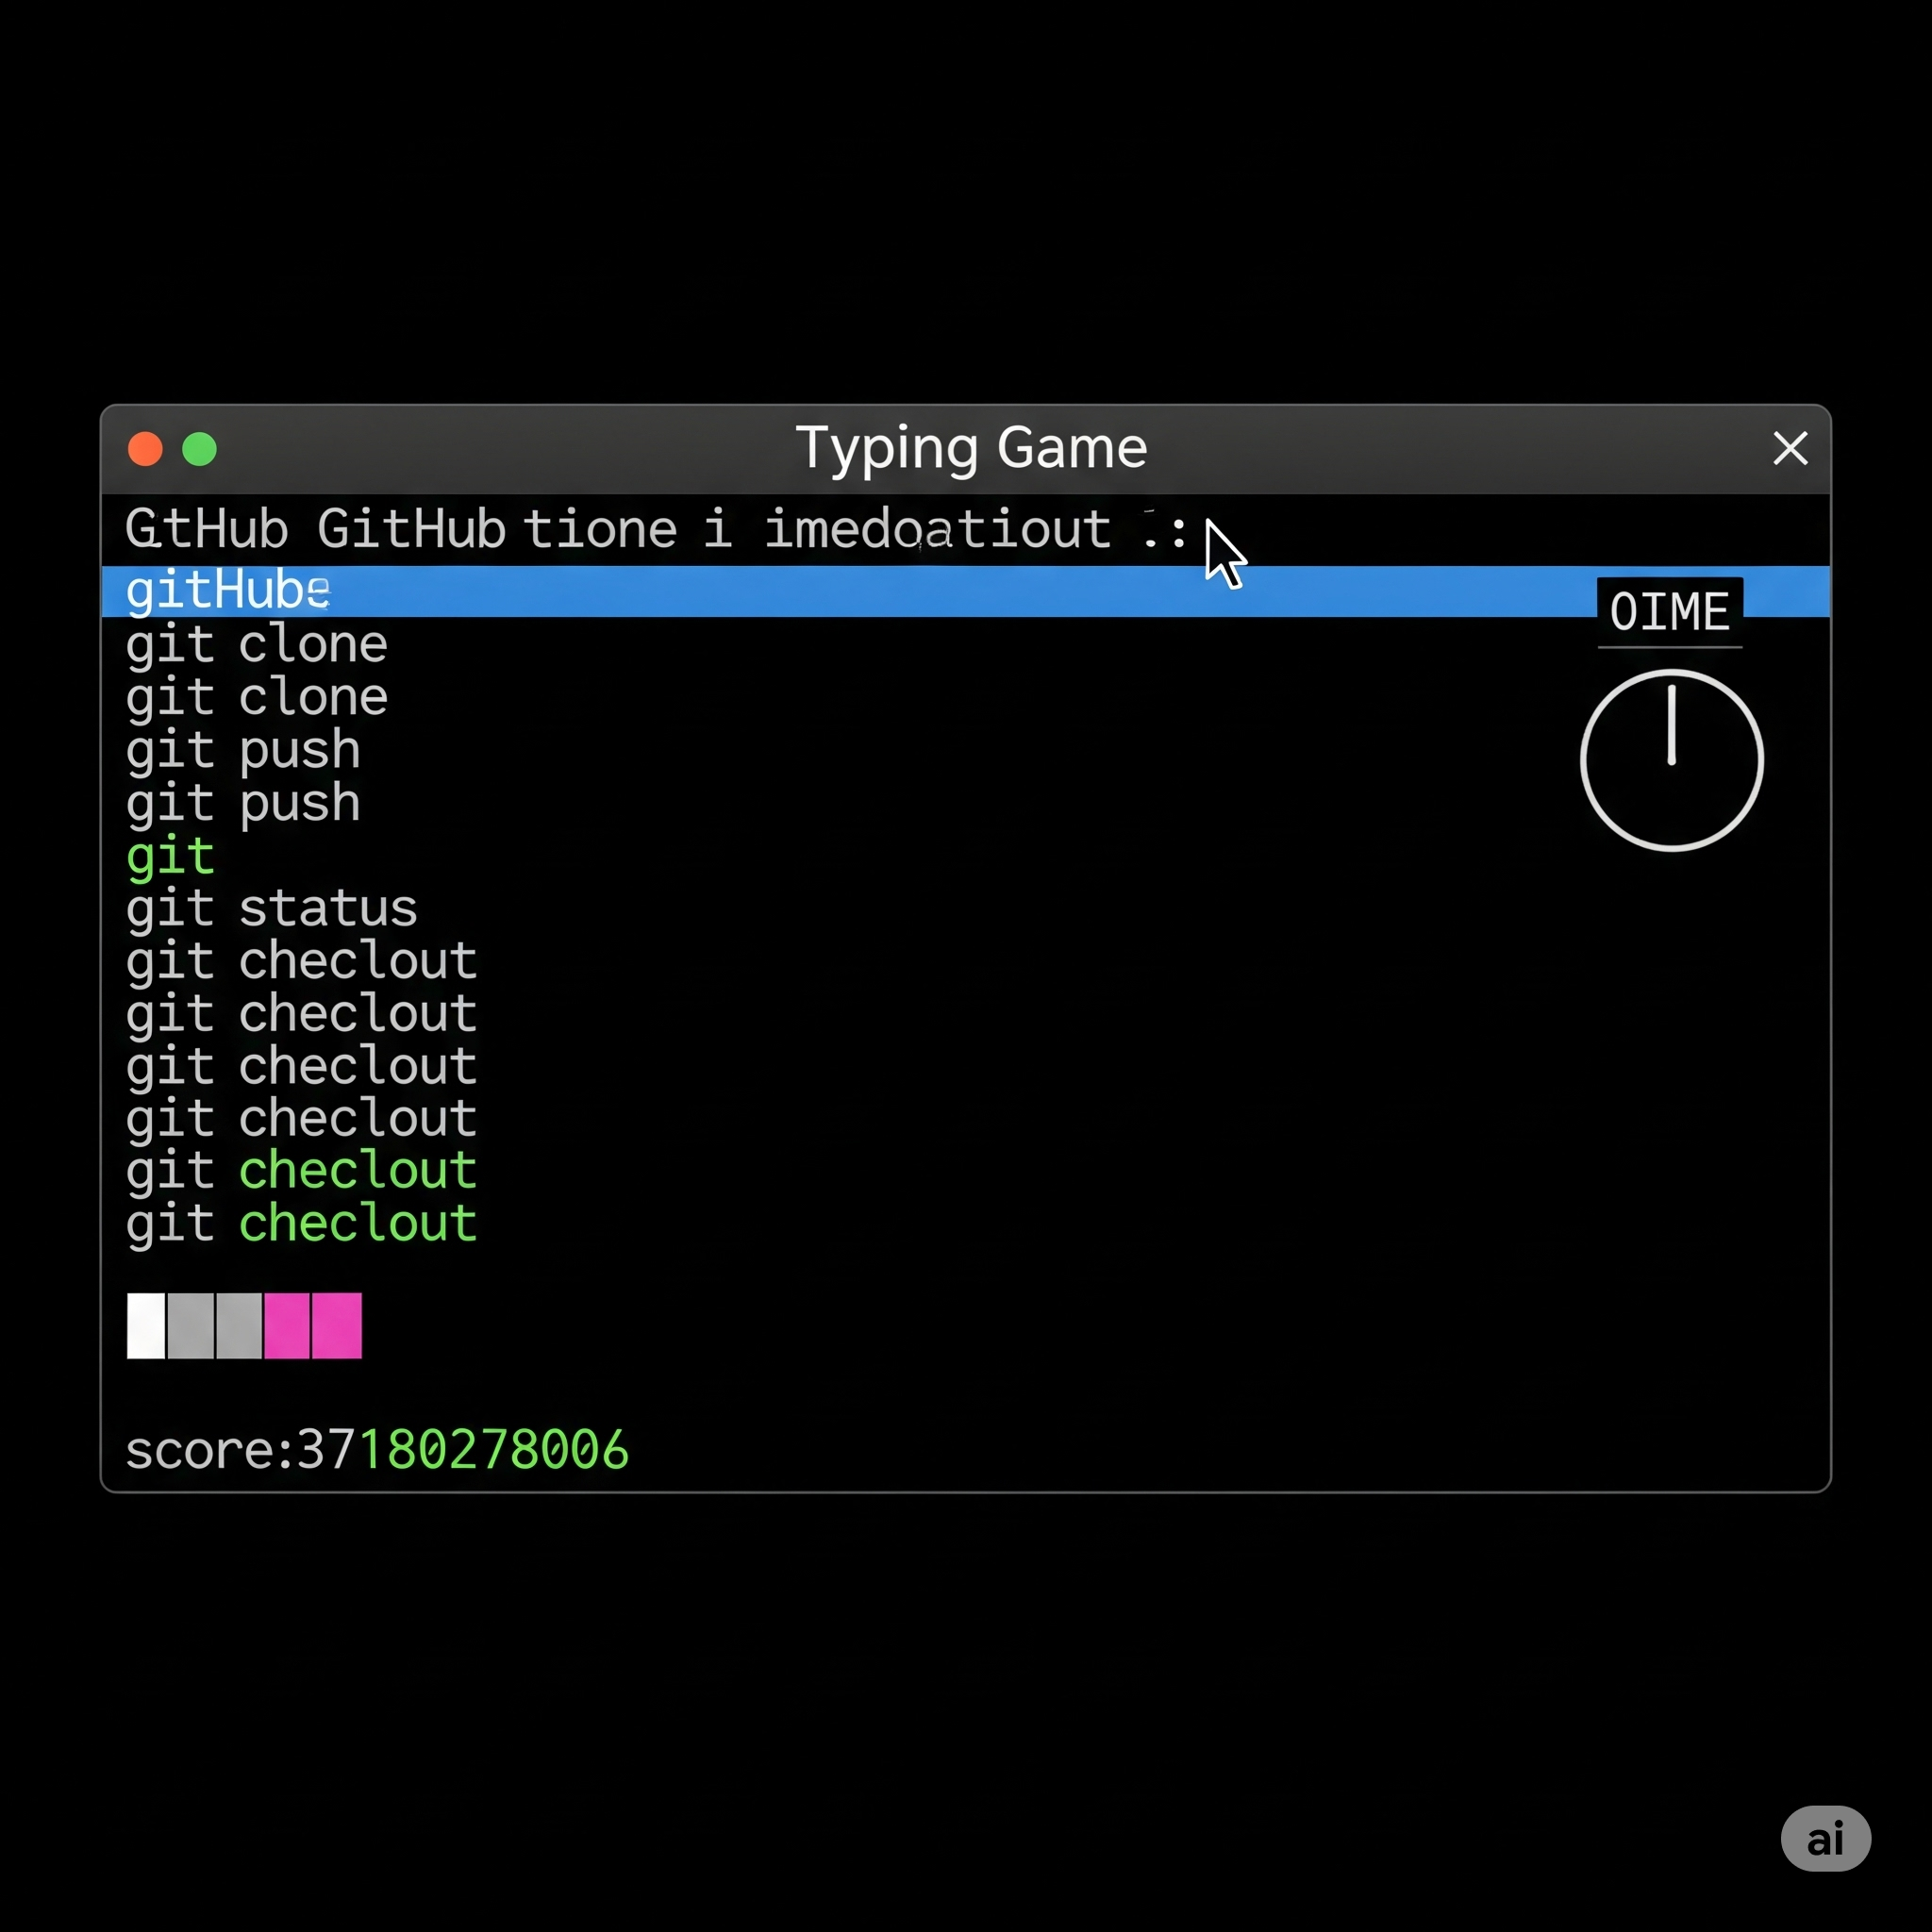 Typing Game
GtHub GitHub tione i imedoatiout
OIME
git clone
git clone
git push
git push
git
git status
git checlout
git checlout
git checlout
git checlout
git checlout
git checlout
score:37180278006
ai